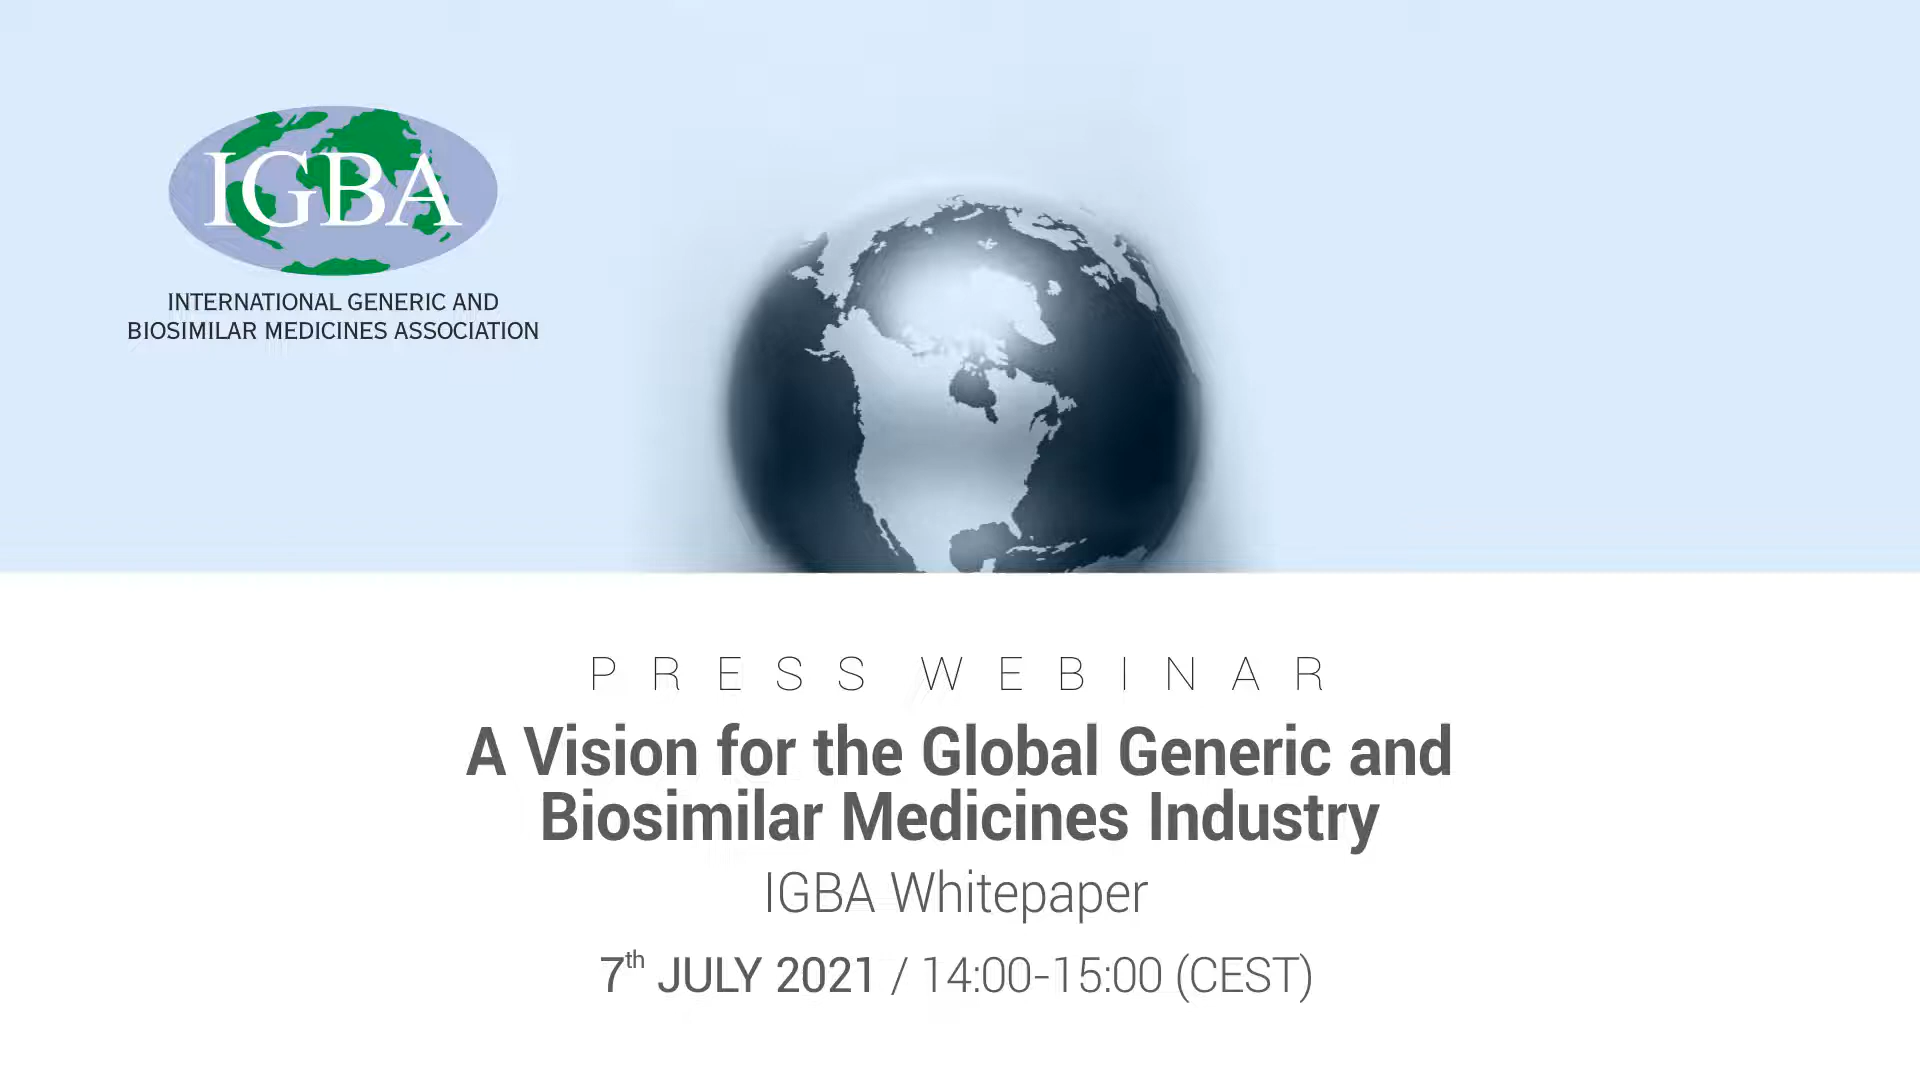 IGBA
INTERNATIONAL GENERIC AND
BIOSIMILAR MEDICINES ASSOCIATION
PRESS WEBINAR
A Vision for the Global Generic and
Biosimilar Medicines Industry
IGBA Whitepaper
7th JULY 2021 / 14:00-15:00 (CEST)